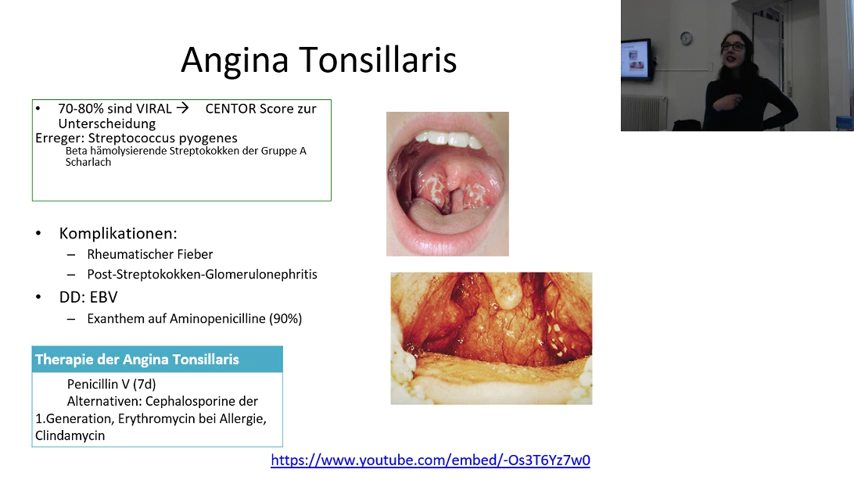 Angina Tonsillaris
• 70-80% sind VIRAL → CENTOR Score zur
Unterscheidung
Erreger: Streptococcus pyogenes
Beta hämolysierende Streptokokken der Gruppe A
Scharlach
• Komplikationen:
– Rheumatischer Fieber
– Post-Streptokokken-Glomerulonephritis
• DD: EBV
– Exanthem auf Aminopenicilline (90%)
Therapie der Angina Tonsillaris
Penicillin V (7d)
Alternativen: Cephalosporine der
1.Generation, Erythromycin bei Allergie,
Clindamycin
https://www.youtube.com/embed/-Os3T6Yz7w0